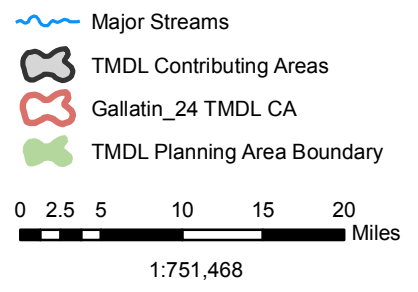 Major Streams
TMDL Contributing Areas
Gallatin_24 TMDL CA
TMDL Planning Area Boundary
0 2.5 5 10 15 20
Miles
1:751,468